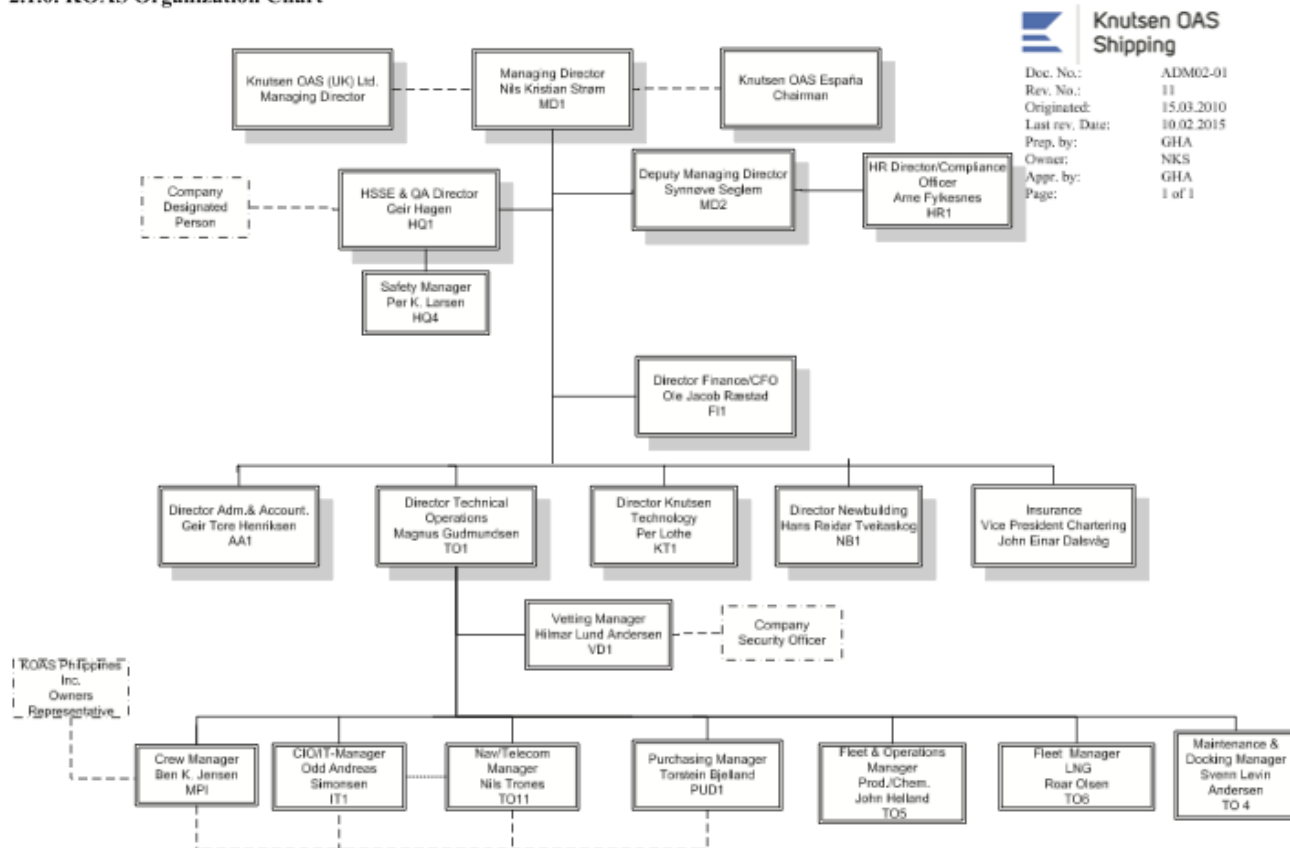 2.1.6. KOAS Organization Chart
Knutsen OAS
Shipping
Doc. No.: ADM02-01
Rev. No.: 11
Originated: 15.03.2010
Last rev. Date: 10.02.2015
Prep. by: GHA
Owner: NKS
Appr. by: GHA
Page: 1 of 1
Knutsen OAS (UK) Ltd.
Managing Director
Managing Director
Nils Kristian Strøm
MD1
Knutsen OAS España
Chairman
Company
Designated
Person
HSSE & QA Director
Geir Hagen
HQ1
Deputy Managing Director
Synnøve Seglem
MD2
HR Director/Compliance
Officer
Arne Fylkesnes
HR1
Safety Manager
Per K. Larsen
HQ4
Director Finance/CFO
Ole Jacob Ræstad
FI1
Director Adm.& Account.
Geir Tore Henriksen
AA1
Director Technical
Operations
Magnus Gudmundsen
TO1
Director Knutsen
Technology
Per Lothe
KT1
Director Newbuilding
Hans Reidar Tveitaskog
NB1
Insurance
Vice President Chartering
John Einar Dalsvåg
Vetting Manager
Hilmar Lund Andersen
VD1
Company
Security Officer
KOAS Philippines
Inc.
Owners
Representative
Crew Manager
Ben K. Jensen
MPI
CIO/IT-Manager
Odd Andreas
Simonsen
IT1
Nav/Telecom
Manager
Nils Trones
TO11
Purchasing Manager
Torstein Bjelland
PUD1
Fleet & Operations
Manager
Prod./Chem.
John Helland
TO5
Fleet Manager
LNG
Roar Olsen
TO6
Maintenance &
Docking Manager
Svenn Levin
Andersen
TO 4